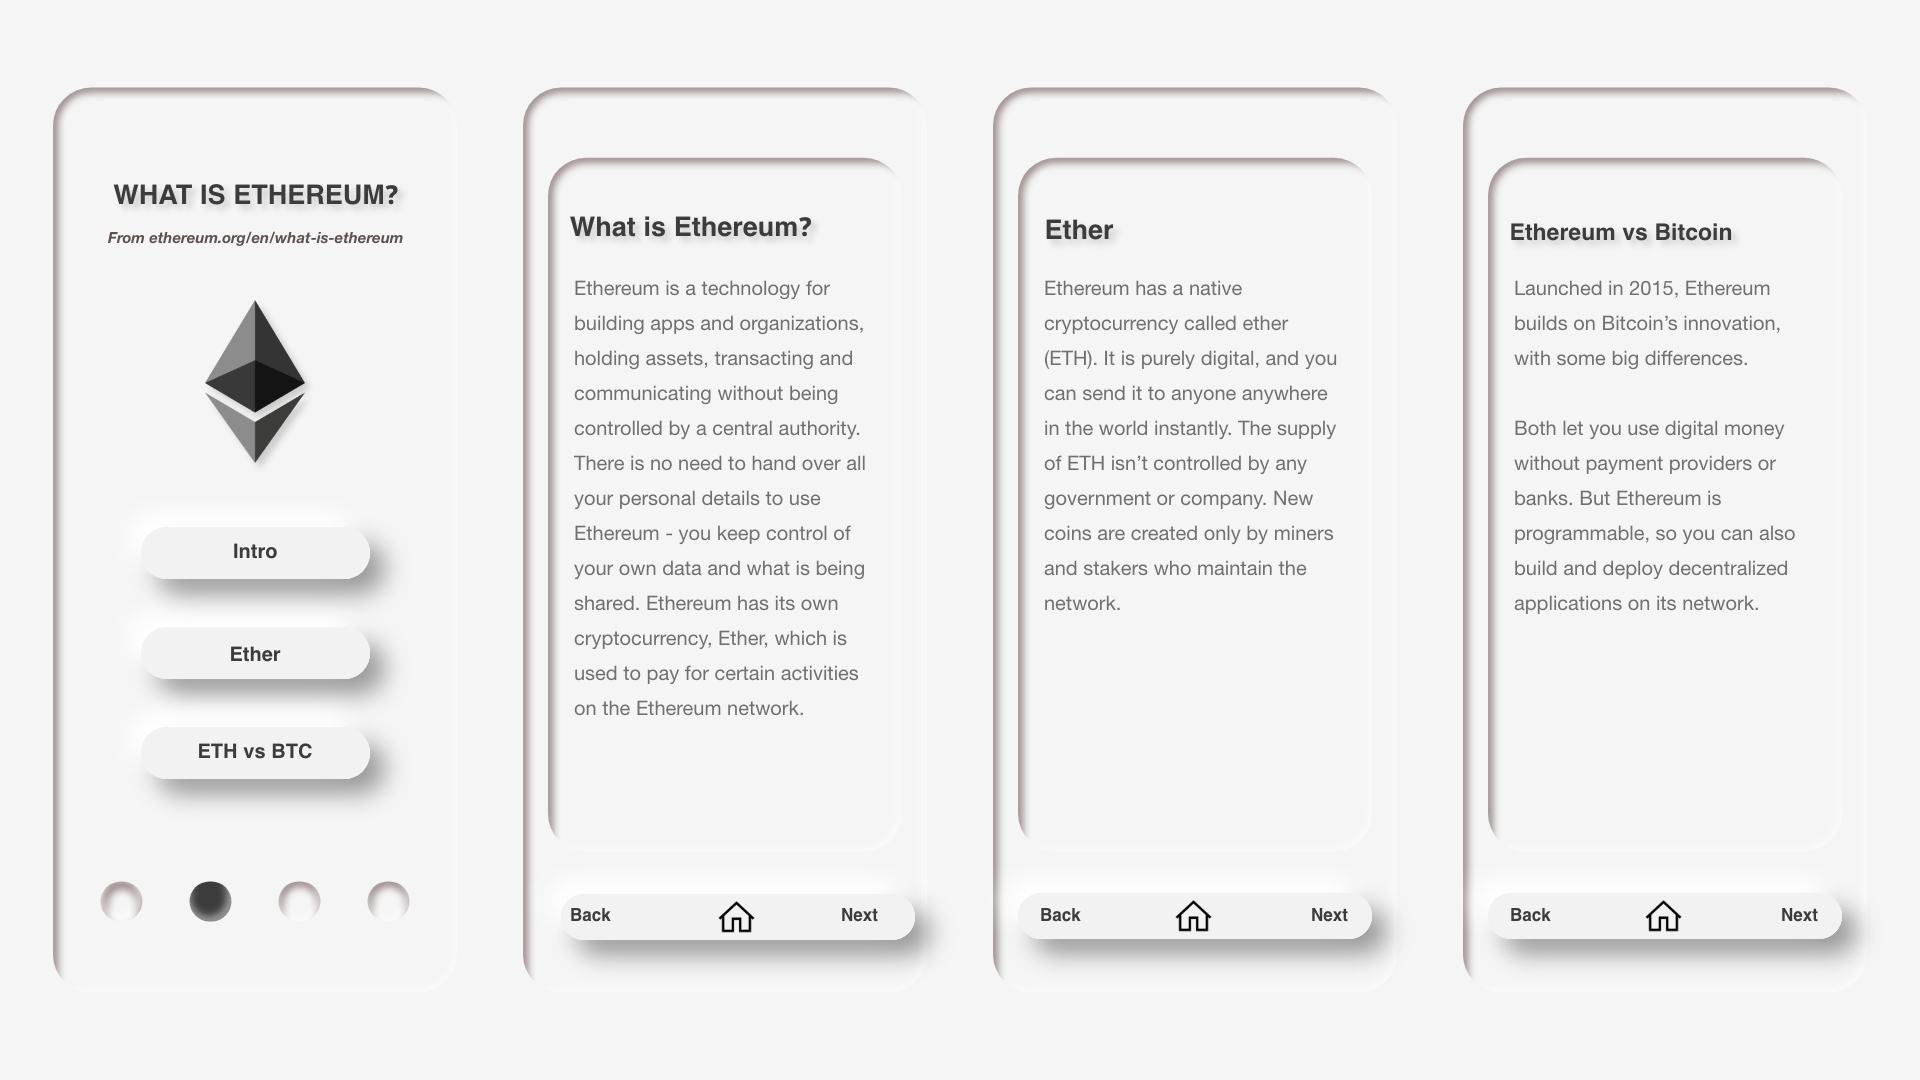 WHAT IS ETHEREUM?
From ethereum.org/en/what-is-ethereum
Intro
Ether
ETH vs BTC
What is Ethereum?
Ethereum is a technology for
building apps and organizations,
holding assets, transacting and
communicating without being
controlled by a central authority.
There is no need to hand over all
your personal details to use
Ethereum - you keep control of
your own data and what is being
shared. Ethereum has its own
cryptocurrency, Ether, which is
used to pay for certain activities
on the Ethereum network.
Back
Next
Ether
Ethereum has a native
cryptocurrency called ether
(ETH). It is purely digital, and you
can send it to anyone anywhere
in the world instantly. The supply
of ETH isn’t controlled by any
government or company. New
coins are created only by miners
and stakers who maintain the
network.
Back
Next
Ethereum vs Bitcoin
Launched in 2015, Ethereum
builds on Bitcoin’s innovation,
with some big differences.
Both let you use digital money
without payment providers or
banks. But Ethereum is
programmable, so you can also
build and deploy decentralized
applications on its network.
Back
Next